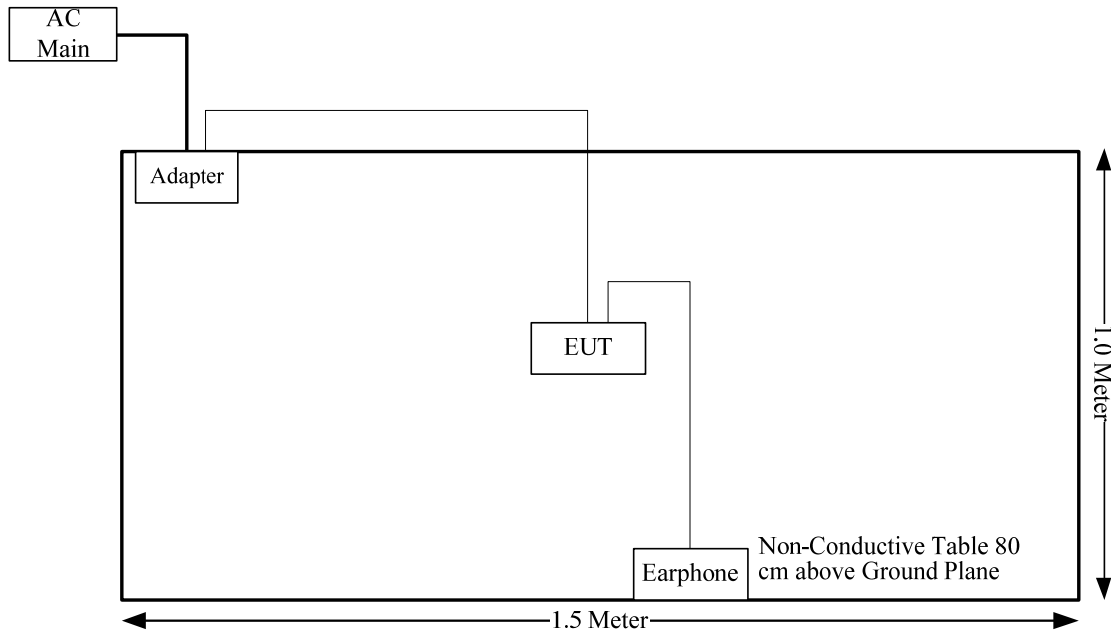 AC
Main
Adapter
EUT
1.0 Meter
Earphone
Non-Conductive Table 80
cm above Ground Plane
1.5 Meter